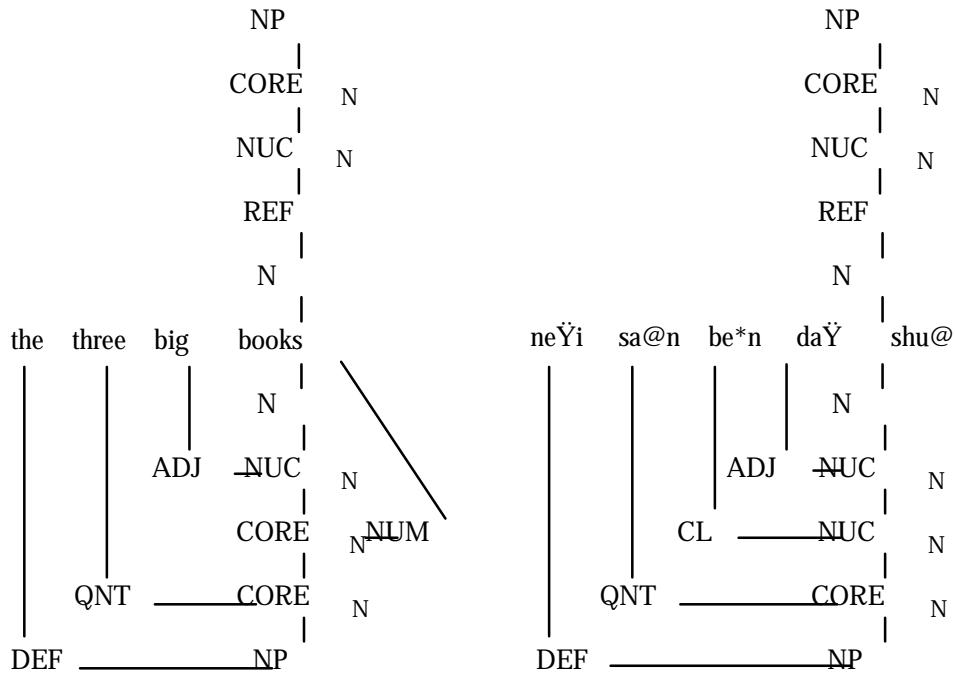 NP NP
CORE N CORE N
NUC N NUC N
REF REF
N N
the three big books neŸi sa@n be*n daŸ shu@
N N
ADJ NUC N ADJ NUC N
CORE N NUM CL NUC N
QNT CORE N QNT CORE N
DEF NP DEF NP